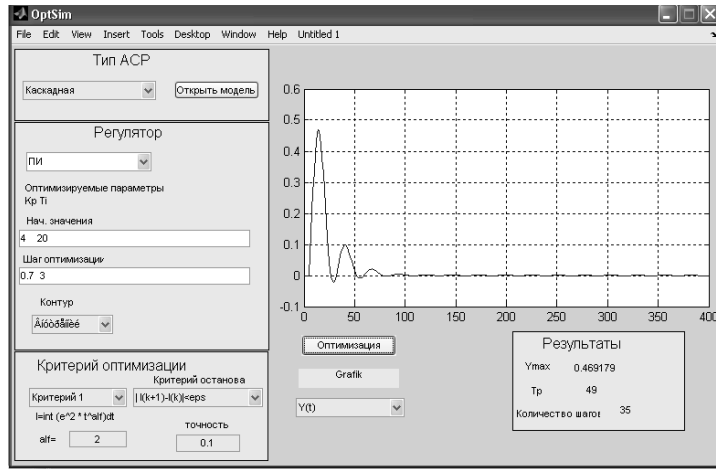 OptSim
File Edit View Insert Tools Desktop Window Help Untitled 1
Тип АСР
Каскадная
Открыть модель
Регулятор
ПИ
Оптимизируемые параметры
Kp Ti
Нач. значения
4 20
Шаг оптимизации
0.7 3
Контур
Âíóòðåííèé
Критерий оптимизации
Критерий останова
Критерий 1
| I(k+1)-I(k)|<eps
I=int (e^2 * t^alf)dt
alf= 2
точность
0.1
0.6
0.5
0.4
0.3
0.2
0.1
0
-0.1
0 50 100 150 200 250 300 350 400
Оптимизация
Grafik
Y(t)
Результаты
Ymax 0.469179
Tp 49
Количество шагов 35